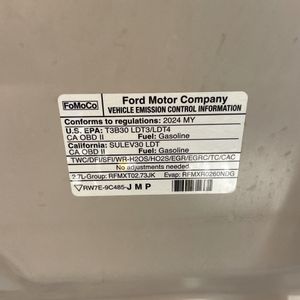 FoMoCo
Ford Motor Company
VEHICLE EMISSION CONTROL INFORMATION
Conforms to regulations: 2024 MY
U.S. EPA: T3B30 LDT3/LDT4
CA OBD II Fuel: Gasoline
California: SULEV30 LDT
CA OBD II Fuel: Gasoline
TWC/DFI/SFI/WR-H2OS/HO2S/EGR/EGRC/TC/CAC
No adjustments needed
2.7L-Group: RFMXT02.73JK Evap: RFMXR0260NDG
RW7E-9C485-J M P